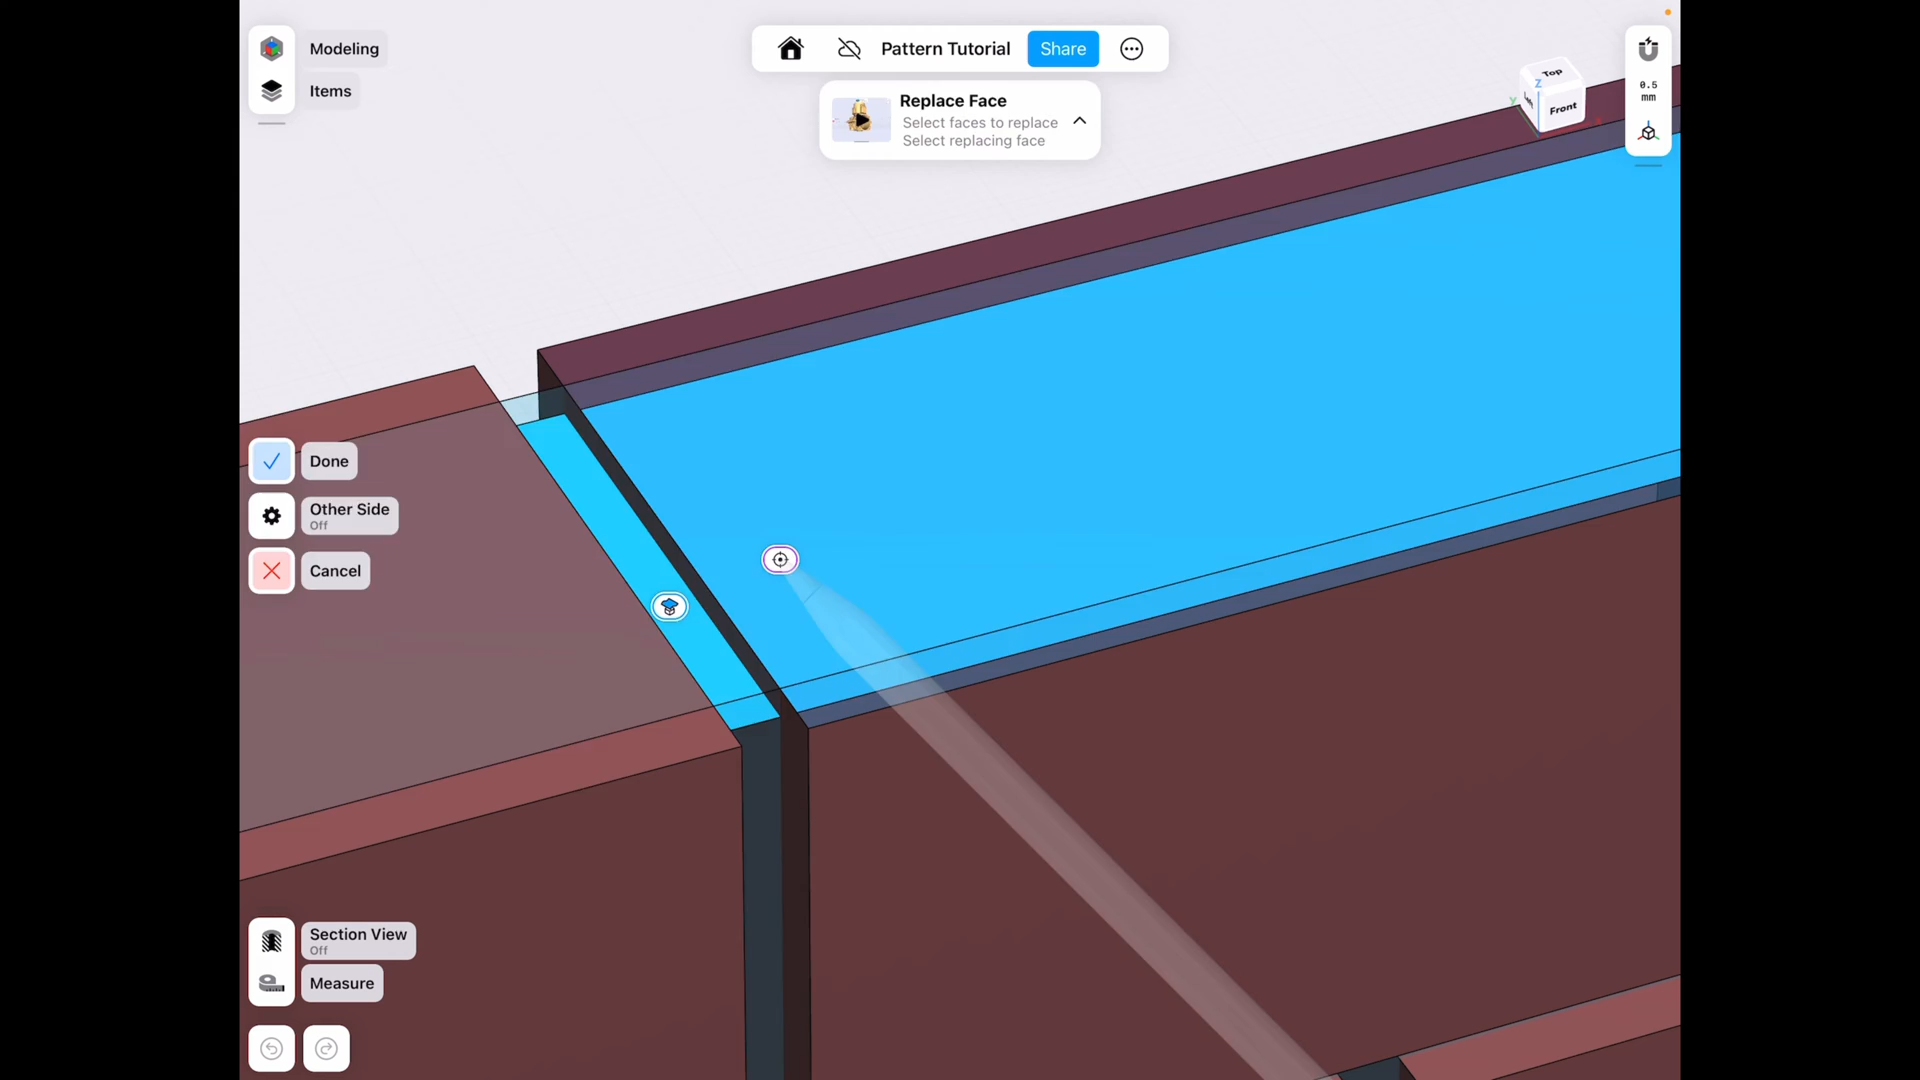 Modeling
Items
Pattern Tutorial
Share
Replace Face
Select faces to replace
Select replacing face
Top
Front
Left
Z
Y
0.5
mm
Done
Other Side
Off
Cancel
Section View
Off
Measure